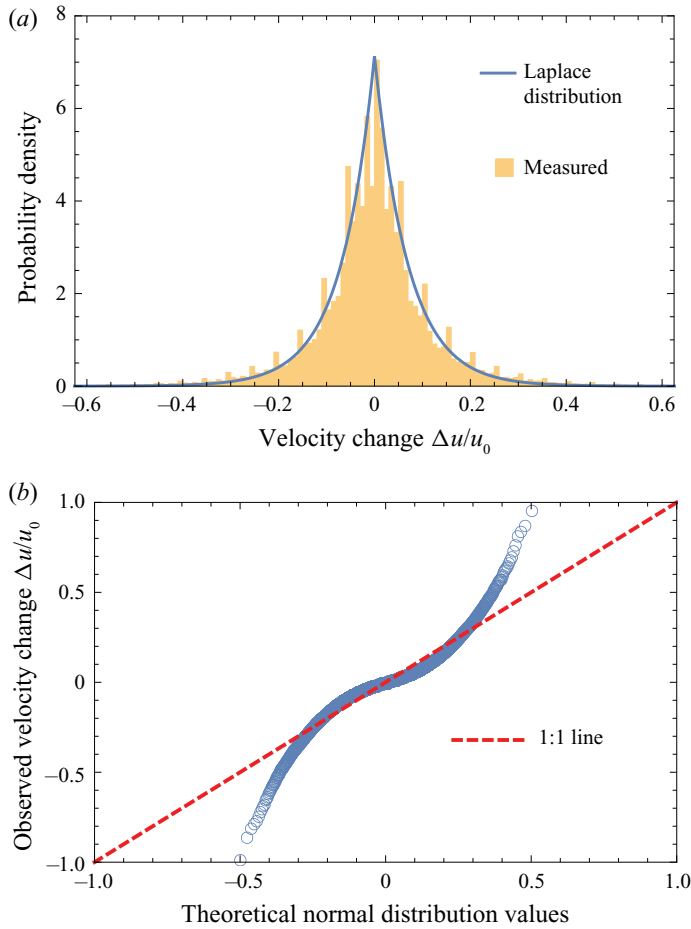 (a)
8
6
4
2
0
Probability density
Laplace
distribution
Measured
−0.6
−0.4
−0.2
0
0.2
0.4
0.6
Velocity change Δu/u0
(b)
1.0
0.5
0
−0.5
−1.0
Observed velocity change Δu/u0
1:1 line
−1.0
−0.5
0
0.5
1.0
Theoretical normal distribution values